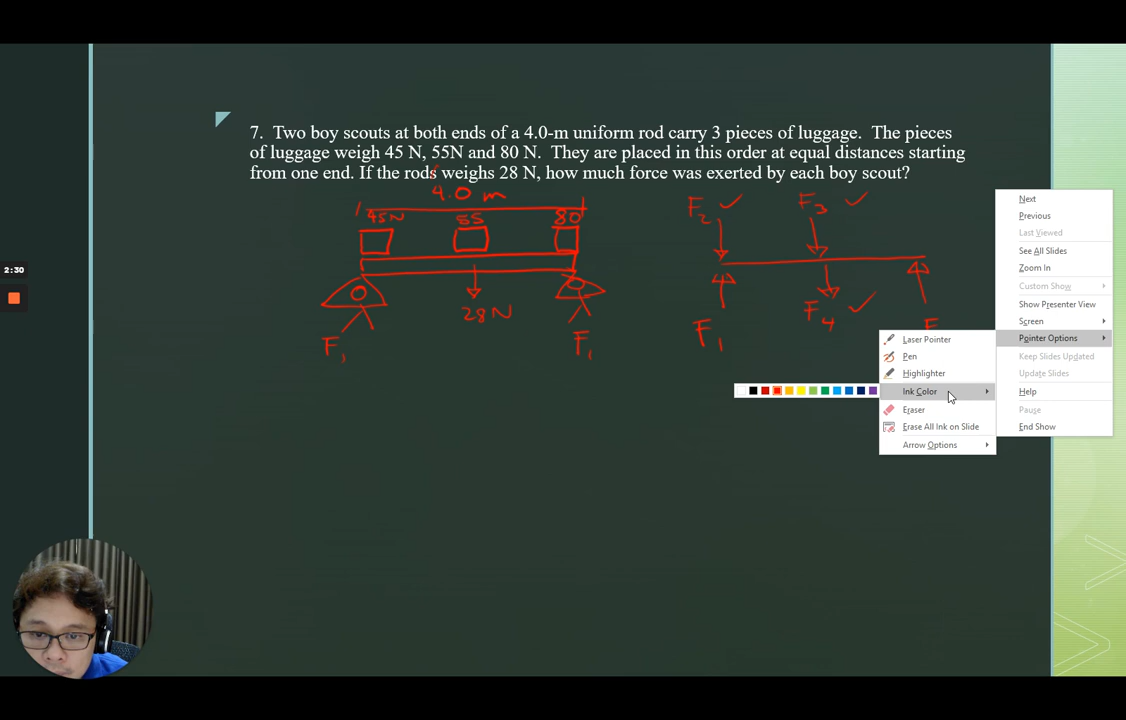 7. Two boy scouts at both ends of a 4.0-m uniform rod carry 3 pieces of luggage. The pieces
of luggage weigh 45 N, 55N and 80 N. They are placed in this order at equal distances starting
from one end. If the rods weighs 28 N, how much force was exerted by each boy scout?
4.0 m
45N 55 80
28 N
F1
F1
F2 ✓ F3 ✓
F1 F4 ✓ F
2:30
Next
Previous
Last Viewed
See All Slides
Zoom In
Custom Show
Show Presenter View
Screen
Pointer Options
Keep Slides Updated
Update Slides
Help
Pause
End Show
Laser Pointer
Pen
Highlighter
Ink Color
Eraser
Erase All Ink on Slide
Arrow Options